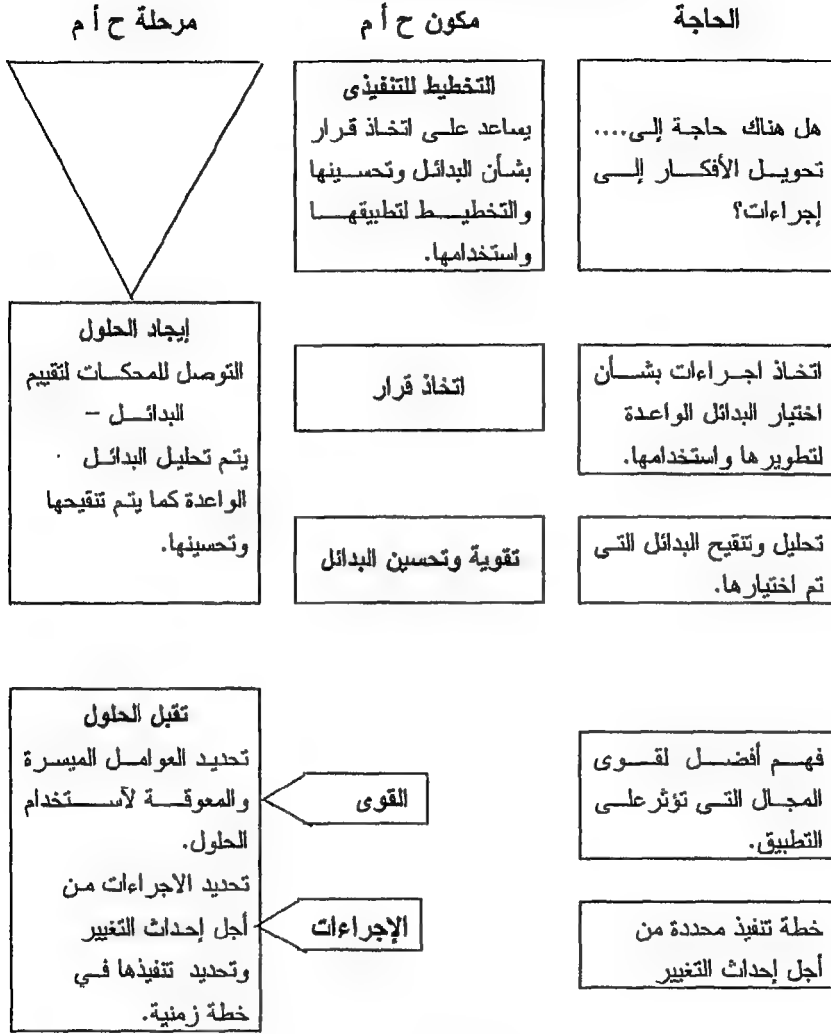 الحاجة
مكون ح أ م
مرحلة ح أ م
هل هناك حاجة إلى....
تحويل الأفكار إلى
إجراءات؟
التخطيط للتنفيذى
يساعد على اتخاذ قرار
بشأن البدائل وتحسينها
والتخطيط لتطبيقها
واستخدامها.
اتخاذ اجراءات بشأن
اختيار البدائل الواعدة
لتطويرها واستخدامها.
اتخاذ قرار
إيجاد الحلول
التوصل للمحكات لتقييم
البدائل –
يتم تحليل البدائل
الواعدة كما يتم تنقيحها
وتحسينها.
تحليل وتنقيح البدائل التى
تم اختيارها.
تقوية وتحسين البدائل
فهم أفضل لقوى
المجال التى تؤثر على
التطبيق.
القوى
تقبل الحلول
تحديد العوامل الميسرة
والمعوقة لآستخدام
الحلول.
تحديد الاجراءات من
أجل إحداث التغيير
وتحديد تنفيذها في
خطة زمنية.
خطة تنفيذ محددة من
أجل إحداث التغيير
الإجراءات